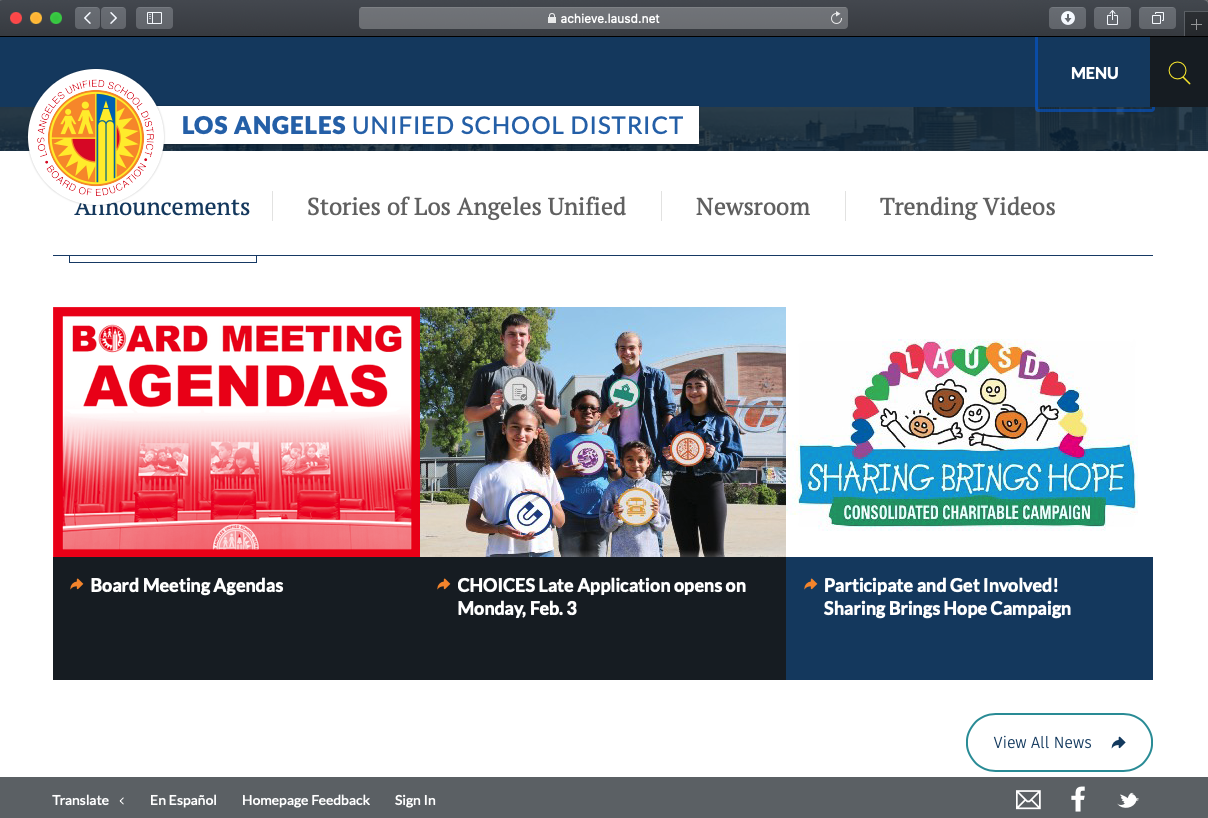 achieve.lausd.net
MENU
LOS ANGELES UNIFIED SCHOOL DISTRICT
• BOARD OF EDUCATION •
LOS ANGELES UNIFIED SCHOOL DISTRICT
Announcements
Stories of Los Angeles Unified
Newsroom
Trending Videos
BOARD MEETING
AGENDAS
LAUSD
SHARING BRINGS HOPE
CONSOLIDATED CHARITABLE CAMPAIGN
Board Meeting Agendas
CHOICES Late Application opens on
Monday, Feb. 3
Participate and Get Involved!
Sharing Brings Hope Campaign
View All News
Translate
En Español
Homepage Feedback
Sign In